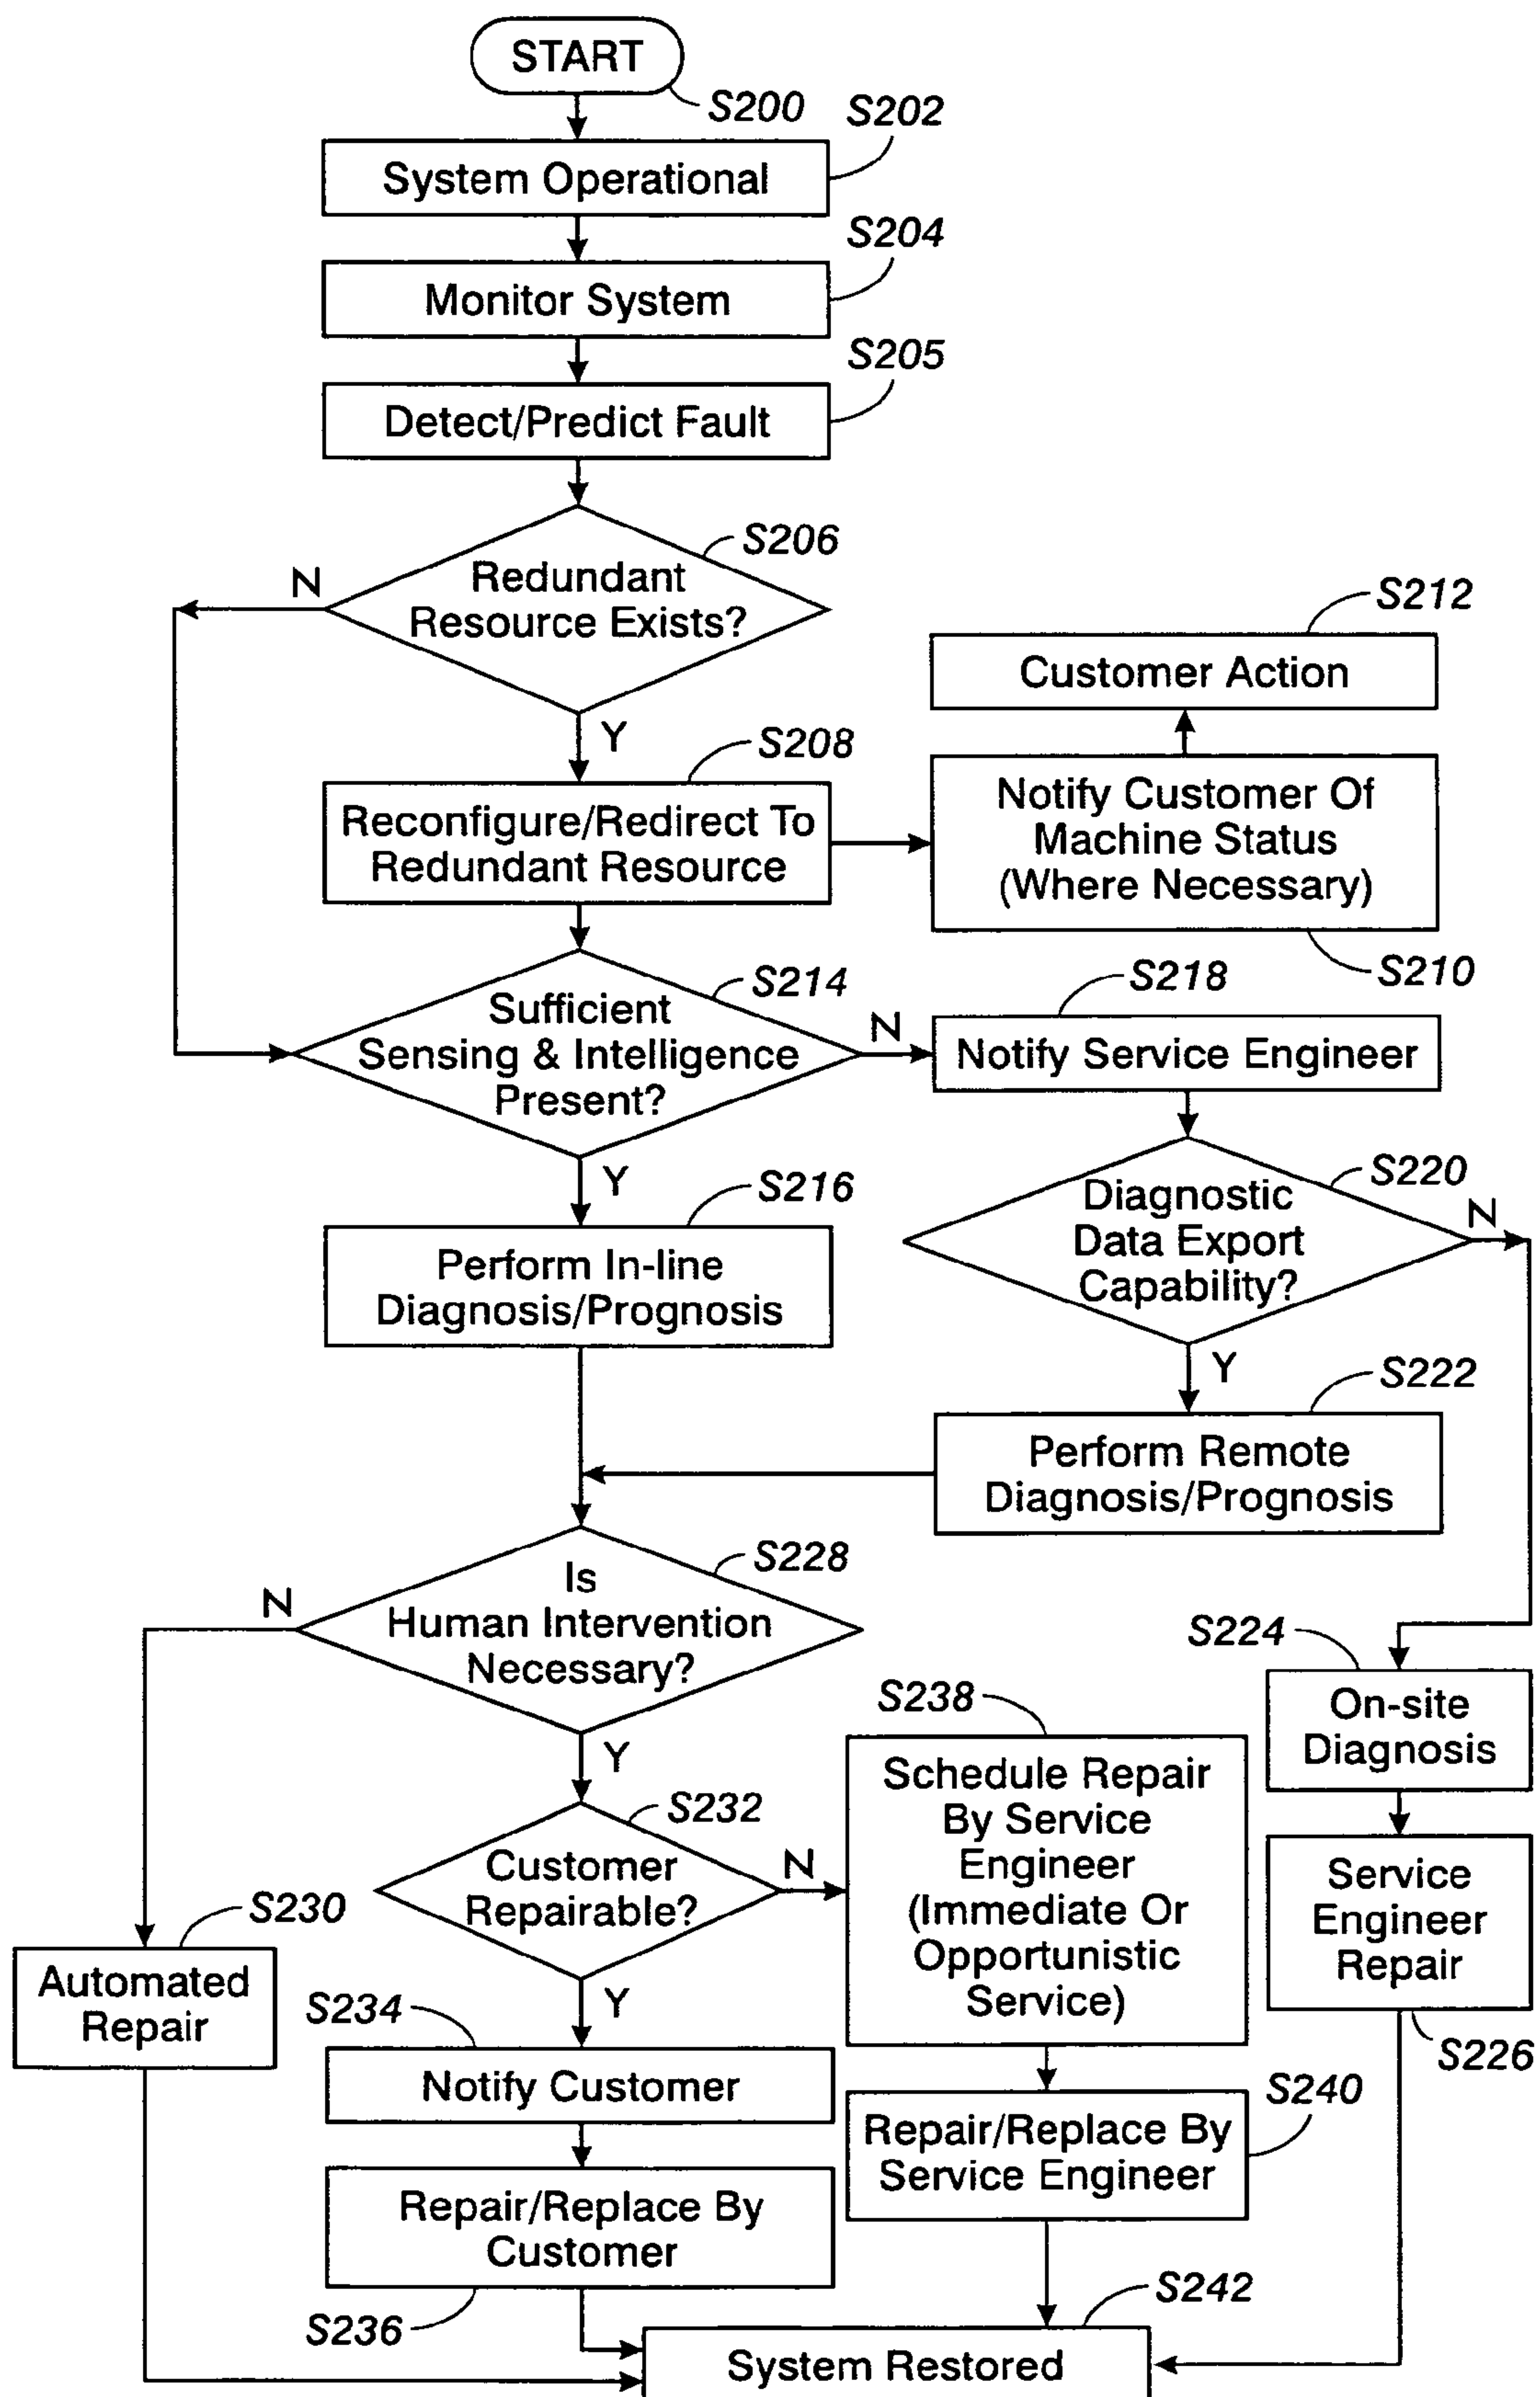 START
S200
S202
System Operational
S204
Monitor System
S205
Detect/Predict Fault
S206
N
Redundant
Resource Exists?
S212
Customer Action
Y
S208
Reconfigure/Redirect To
Redundant Resource
Notify Customer Of
Machine Status
(Where Necessary)
S210
S214
Sufficient
Sensing & Intelligence
Present?
N
S218
Notify Service Engineer
Y
S216
Perform In-line
Diagnosis/Prognosis
S220
Diagnostic
Data Export
Capability?
N
Y
S222
Perform Remote
Diagnosis/Prognosis
S228
N
Is
Human Intervention
Necessary?
S224
On-site
Diagnosis
Y
S238
Schedule Repair
By Service
Engineer
(Immediate Or
Opportunistic
Service)
S232
Customer
Repairable?
N
Service
Engineer
Repair
S226
S230
Automated
Repair
Y
S234
Notify Customer
S240
Repair/Replace By
Service Engineer
Repair/Replace By
Customer
S236
S242
System Restored